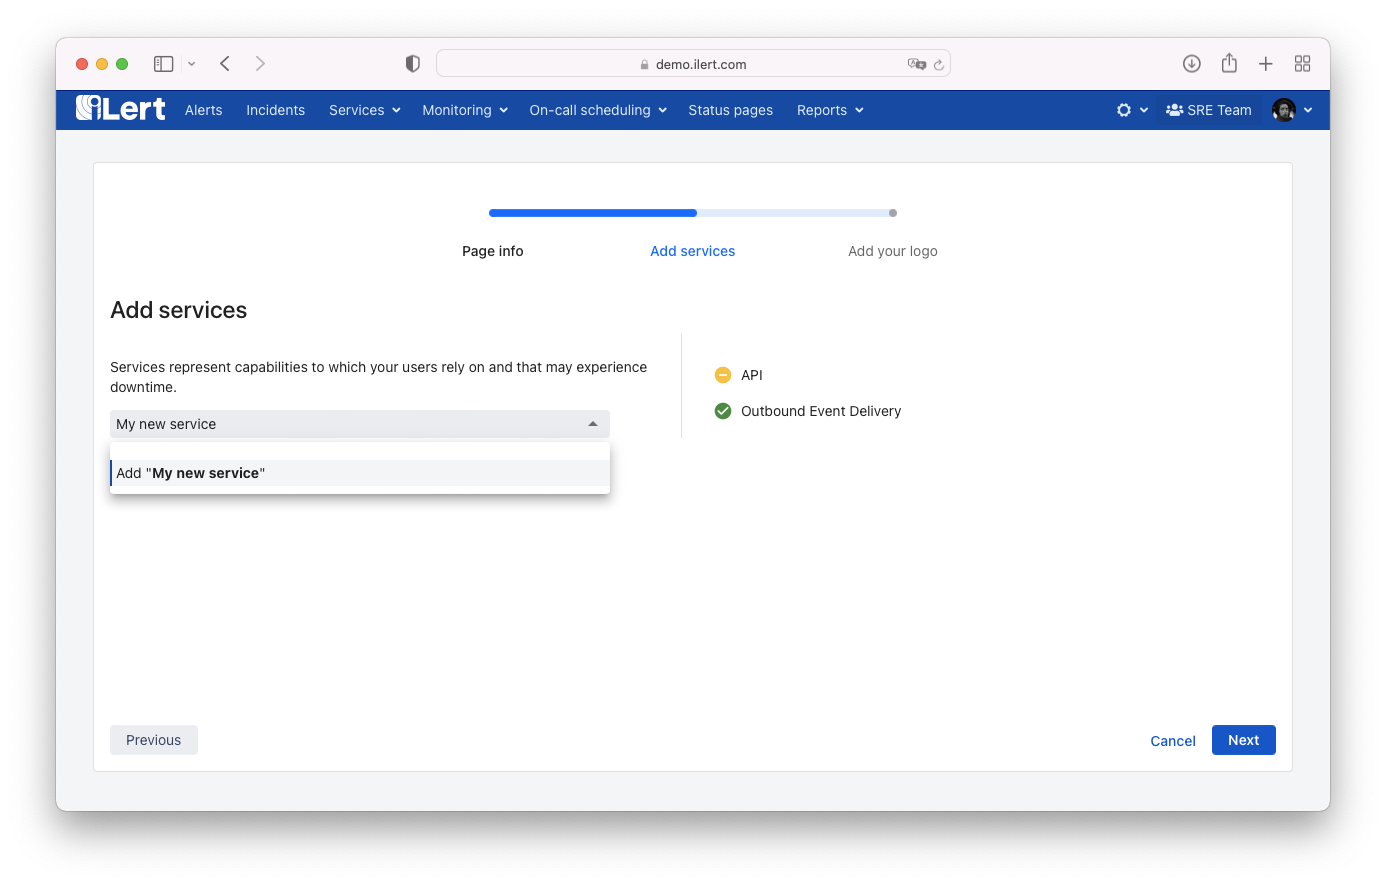 demo.ilert.com
iLert Alerts Incidents Services Monitoring On-call scheduling Status pages Reports SRE Team
Page info Add services Add your logo
Add services
Services represent capabilities to which your users rely on and that may experience
downtime.
My new service
Add "My new service"
API
Outbound Event Delivery
Previous Cancel Next